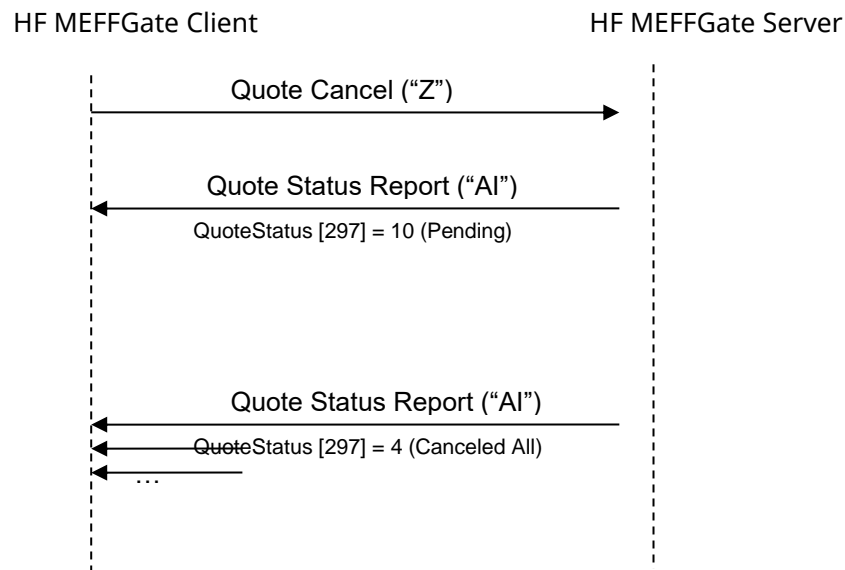 HF MEFFGate Client
HF MEFFGate Server
Quote Cancel (“Z”)
Quote Status Report (“AI”)
QuoteStatus [297] = 10 (Pending)
Quote Status Report (“AI”)
QuoteStatus [297] = 4 (Canceled All)
…